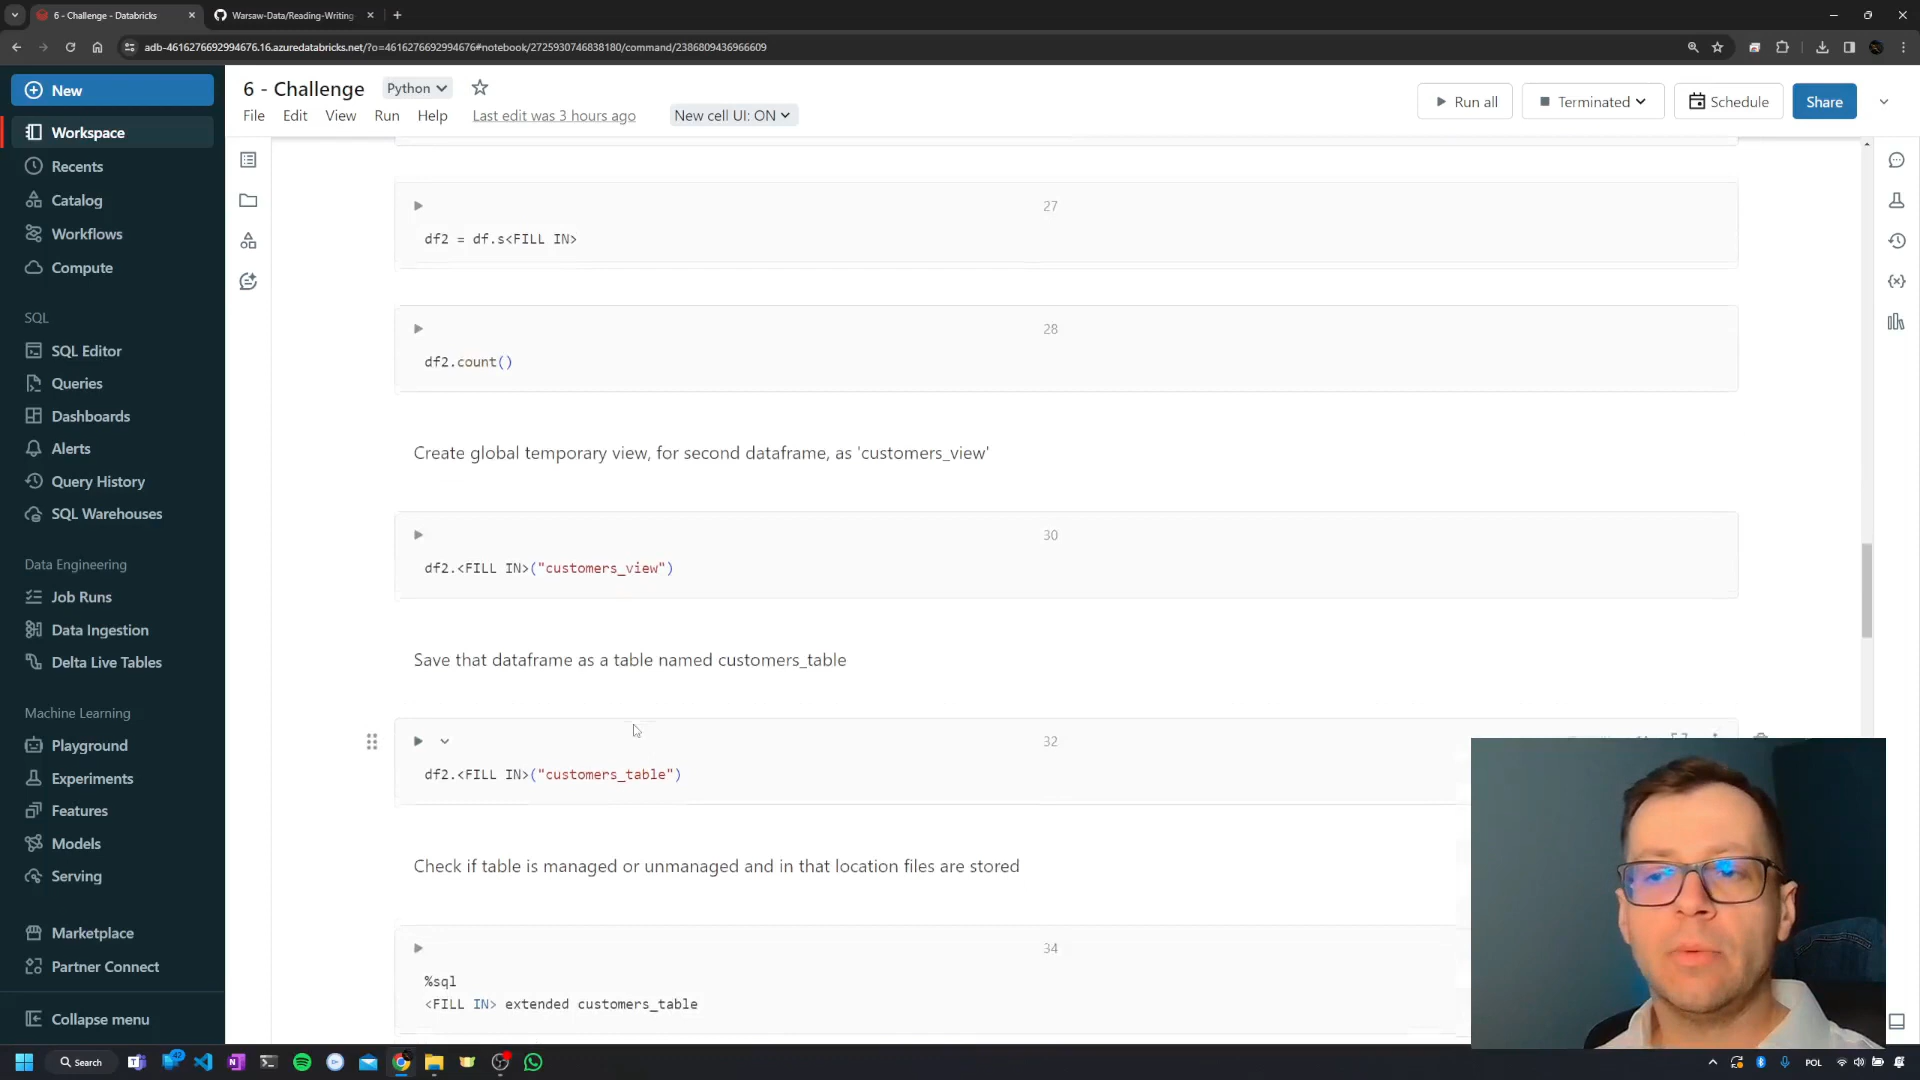 6 - Challenge - Databricks
Warsaw-Data/Reading-Writing
adb-4616276692994676.16.azuredatabricks.net/?o=4616276692994676#notebook/2725930746838180/command/2386809436966609
New
Workspace
Recents
Catalog
Workflows
Compute
SQL
SQL Editor
Queries
Dashboards
Alerts
Query History
SQL Warehouses
Data Engineering
Job Runs
Data Ingestion
Delta Live Tables
Machine Learning
Playground
Experiments
Features
Models
Serving
Marketplace
Partner Connect
Collapse menu
6 - Challenge
Python
File Edit View Run Help Last edit was 3 hours ago New cell UI: ON
Run all
Terminated
Schedule
Share
27
df2 = df.s<FILL IN>
28
df2.count()
Create global temporary view, for second dataframe, as 'customers_view'
30
df2.<FILL IN>("customers_view")
Save that dataframe as a table named customers_table
32
df2.<FILL IN>("customers_table")
Check if table is managed or unmanaged and in that location files are stored
34
%sql
<FILL IN> extended customers_table
Search
POL